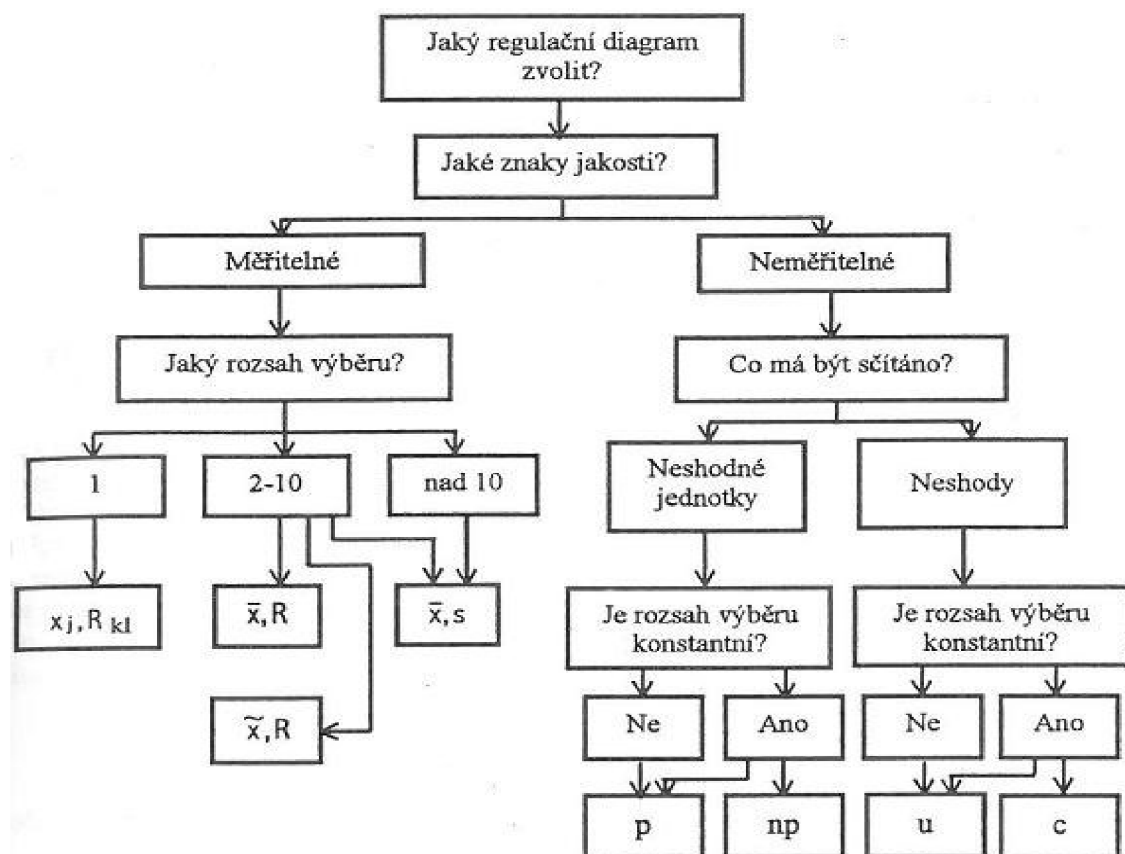 Jaký regulační diagram
zvolit?
Jaké znaky jakosti?
Měřitelné
Neměřitelné
Jaký rozsah výběru?
Co má být sčítáno?
1
2-10
nad 10
Neshodné
jednotky
Neshody
xj,R kl
x̄,R
x̄,s
Je rozsah výběru
konstantní?
Je rozsah výběru
konstantní?
x̃,R
Ne
Ano
Ne
Ano
p
np
u
c